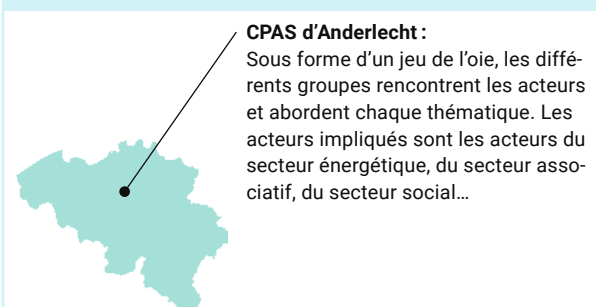 CPAS d’Anderlecht :
Sous forme d’un jeu de l’oie, les diffé-
rents groupes rencontrent les acteurs
et abordent chaque thématique. Les
acteurs impliqués sont les acteurs du
secteur énergétique, du secteur asso-
ciatif, du secteur social…